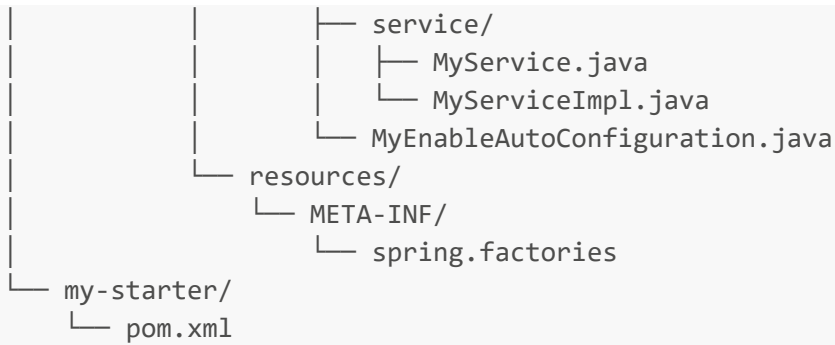 │           │       ├── service/
│           │       │   ├── MyService.java
│           │       │   └── MyServiceImpl.java
│           │       └── MyEnableAutoConfiguration.java
│           └── resources/
│               └── META-INF/
│                   └── spring.factories
└── my-starter/
    └── pom.xml